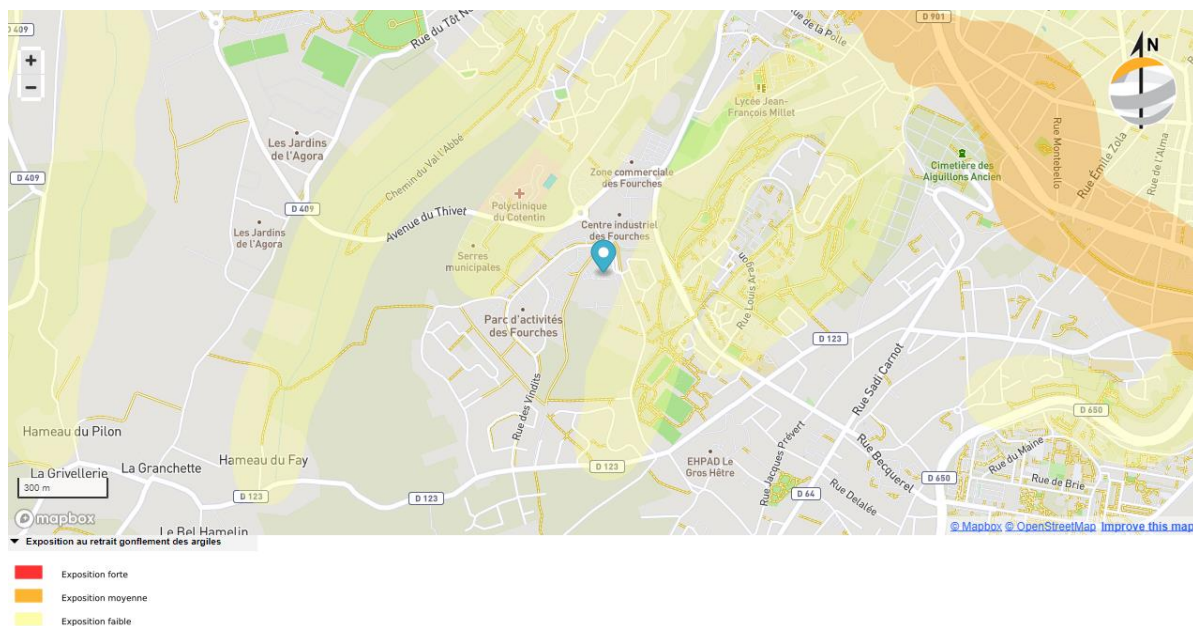 D 409
Rue du Tôt
Rue de la Polle
D 901
N
+
−
Lycée Jean-
François Millet
Les Jardins
de l'Agora
Chemin du Val l'Abbé
Rue Montebello
Rue Émile Zola
Rue de l'Alma
Zone commerciale
des Fourches
Cimetière des
Aiguillons Ancien
D 409
Polyclinique
du Cotentin
D 409
Avenue du Thivet
Centre industriel
des Fourches
Les Jardins
de l'Agora
Serres
municipales
Rue Louis Aragon
Parc d'activités
des Fourches
D 123
Rue Sadi Carnot
Rue des Vindits
D 650
Hameau du Pilon
Rue Jacques Prévert
Rue Becquerel
Rue du Maine
Hameau du Fay
La Granchette
D 123
EHPAD Le
Gros Hêtre
La Grivellerie
Rue de Brie
300 m
D 123
D 123
D 64
Rue Delalée
D 650
mapbox
Le Bel Hamelin
© Mapbox © OpenStreetMap Improve this map
Exposition au retrait gonflement des argiles
Exposition forte
Exposition moyenne
Exposition faible